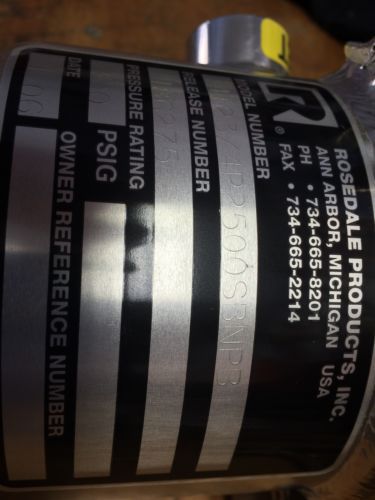 R ®
ROSEDALE PRODUCTS, INC.
ANN ARBOR, MICHIGAN USA
PH • 734-665-8201
FAX • 734-665-2214
MODEL NUMBER
RELEASE NUMBER
PRESSURE RATING
PSIG
DATE
OWNER REFERENCE NUMBER